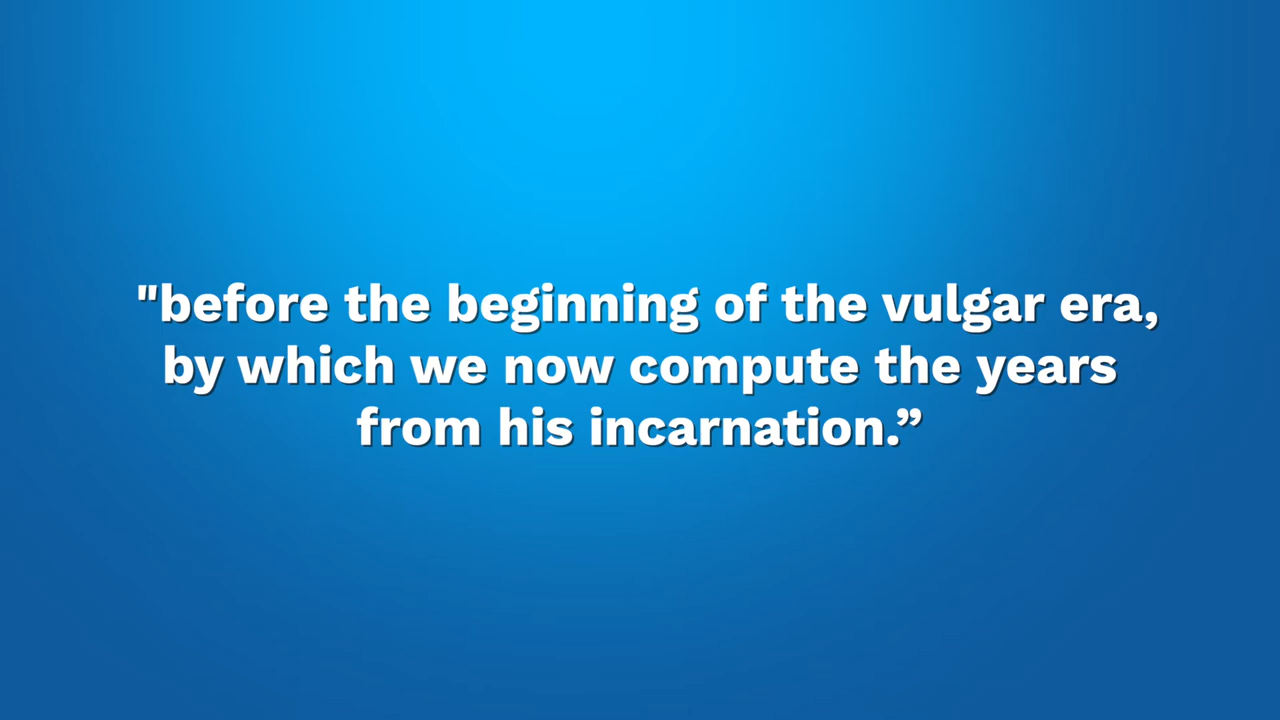 "before the beginning of the vulgar era,
by which we now compute the years
from his incarnation.”